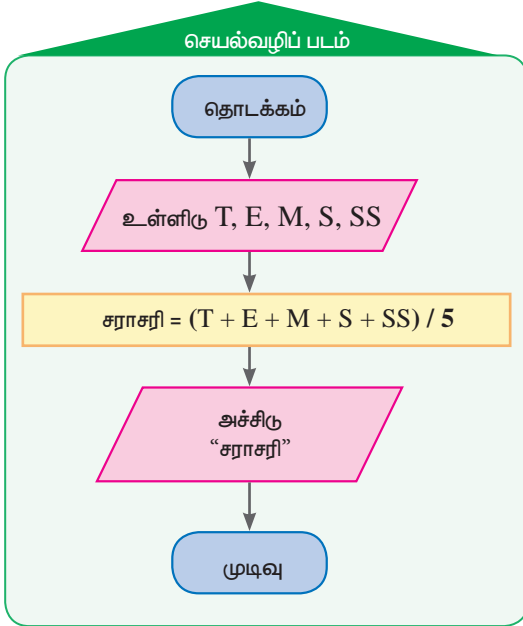 செயல்வழிப் படம்
தொடக்கம்
உள்ளிடு T, E, M, S, SS
சராசரி = (T + E + M + S + SS) / 5
அச்சிடு
“சராசரி”
முடிவு